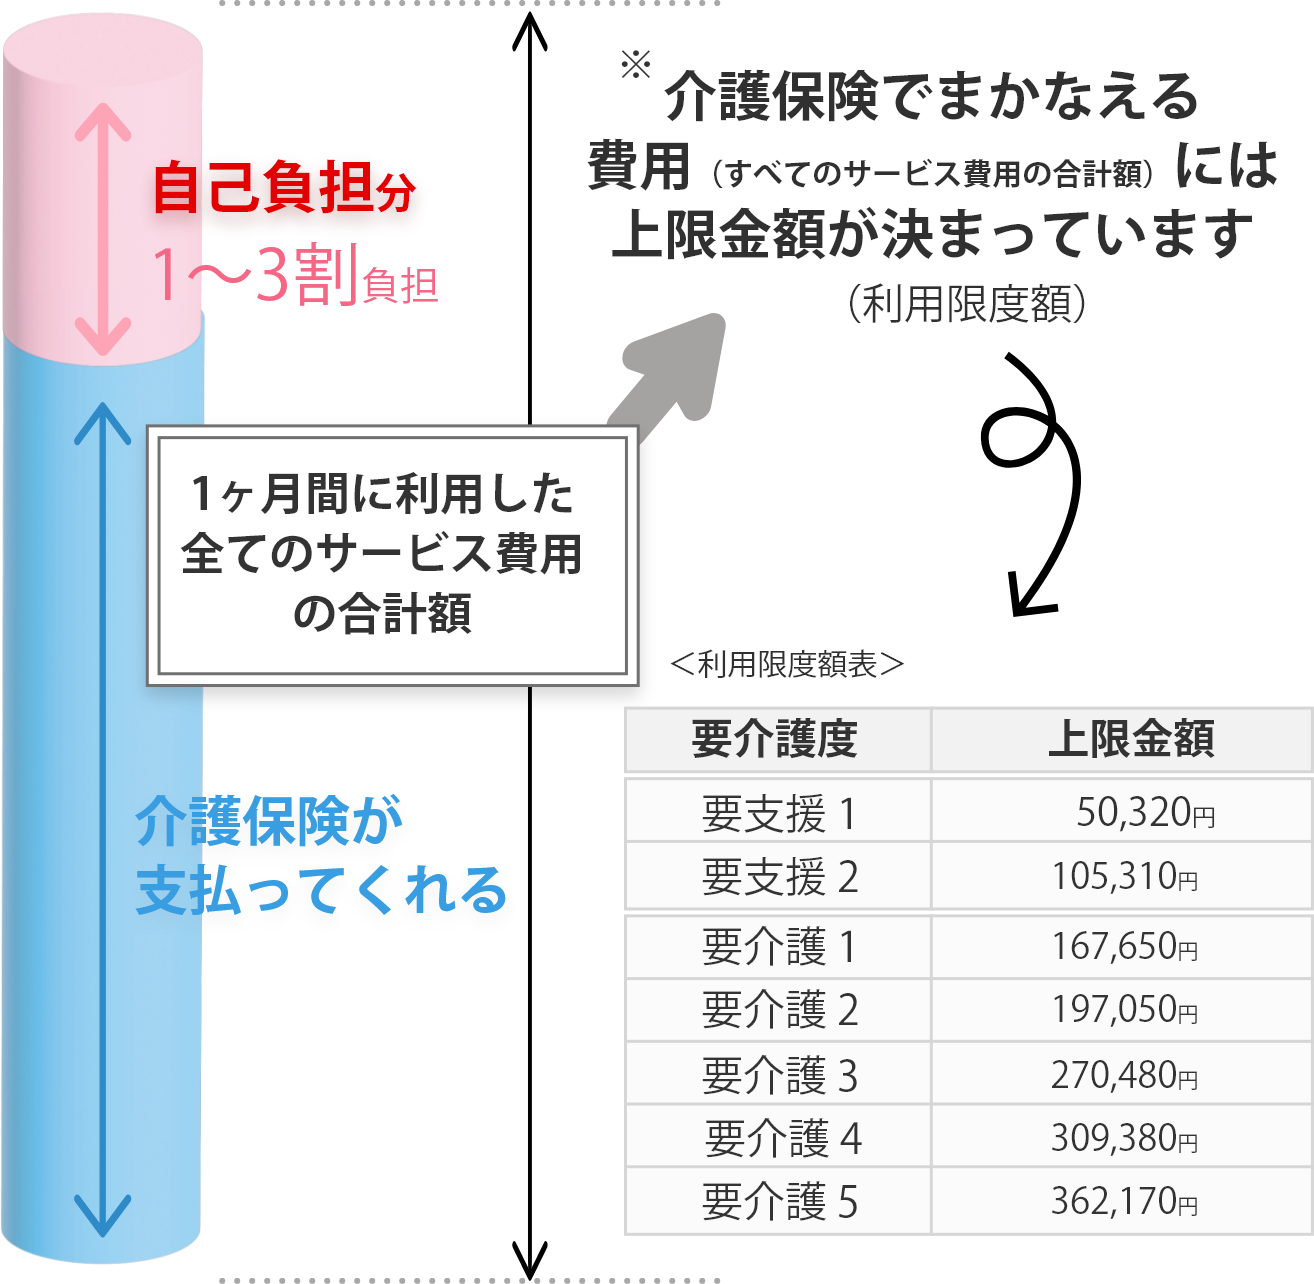 自己負担分
1〜3割負担
1ヶ月間に利用した
全てのサービス費用
の合計額
介護保険が
支払ってくれる
※
介護保険でまかなえる
費用（すべてのサービス費用の合計額）には
上限金額が決まっています
（利用限度額）
＜利用限度額表＞
要介護度 上限金額
要支援 1 50,320円
要支援 2 105,310円
要介護 1 167,650円
要介護 2 197,050円
要介護 3 270,480円
要介護 4 309,380円
要介護 5 362,170円